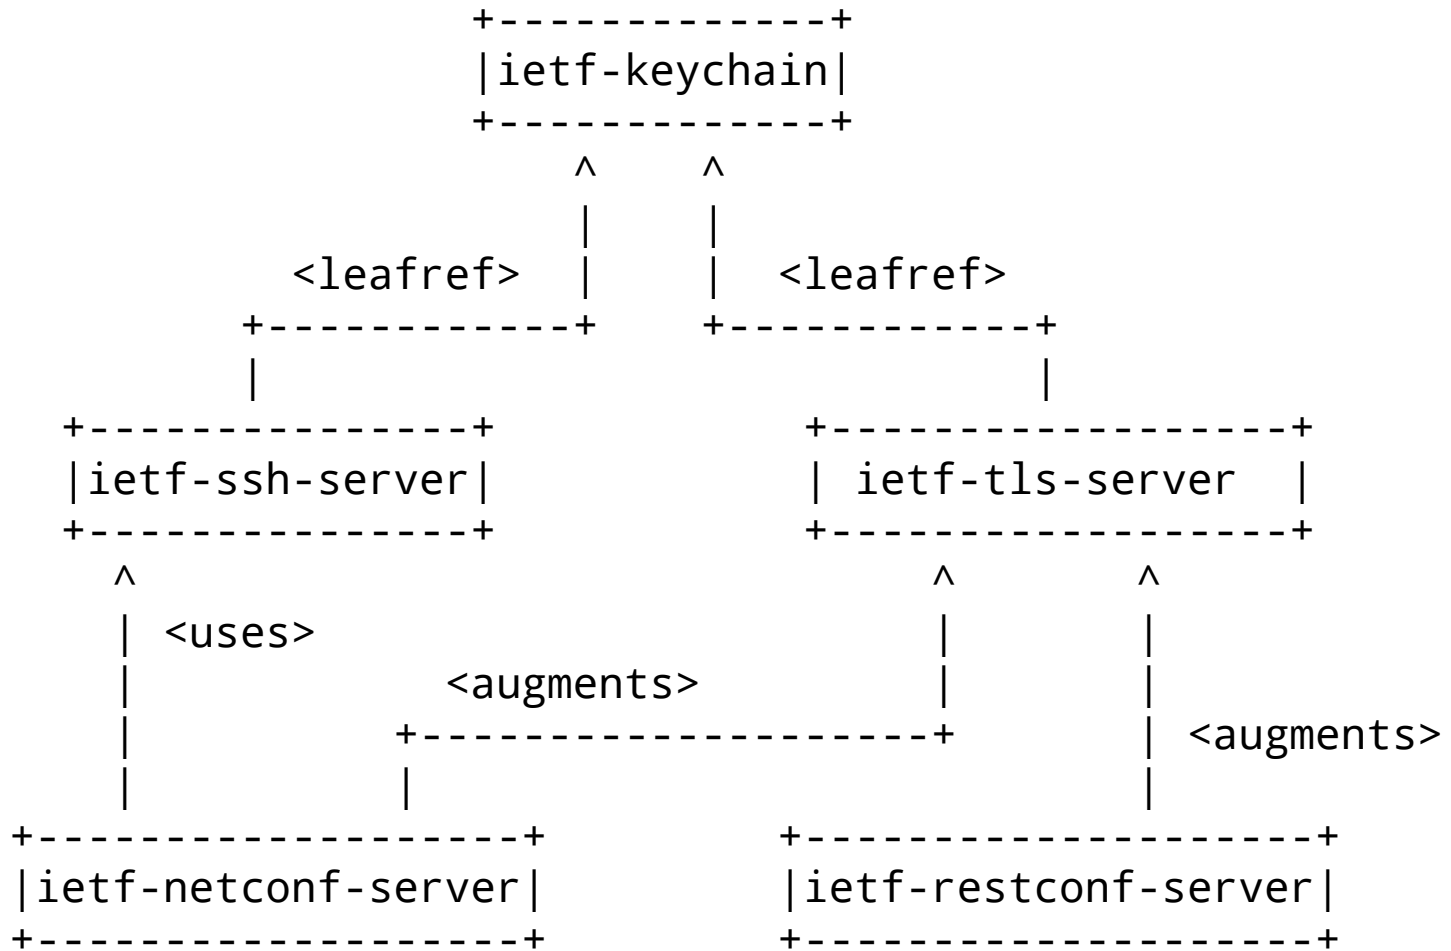 ietf-keychain
<leafref> <leafref>
ietf-ssh-server ietf-tls-server
<uses>
<augments>
<augments>
ietf-netconf-server ietf-restconf-server